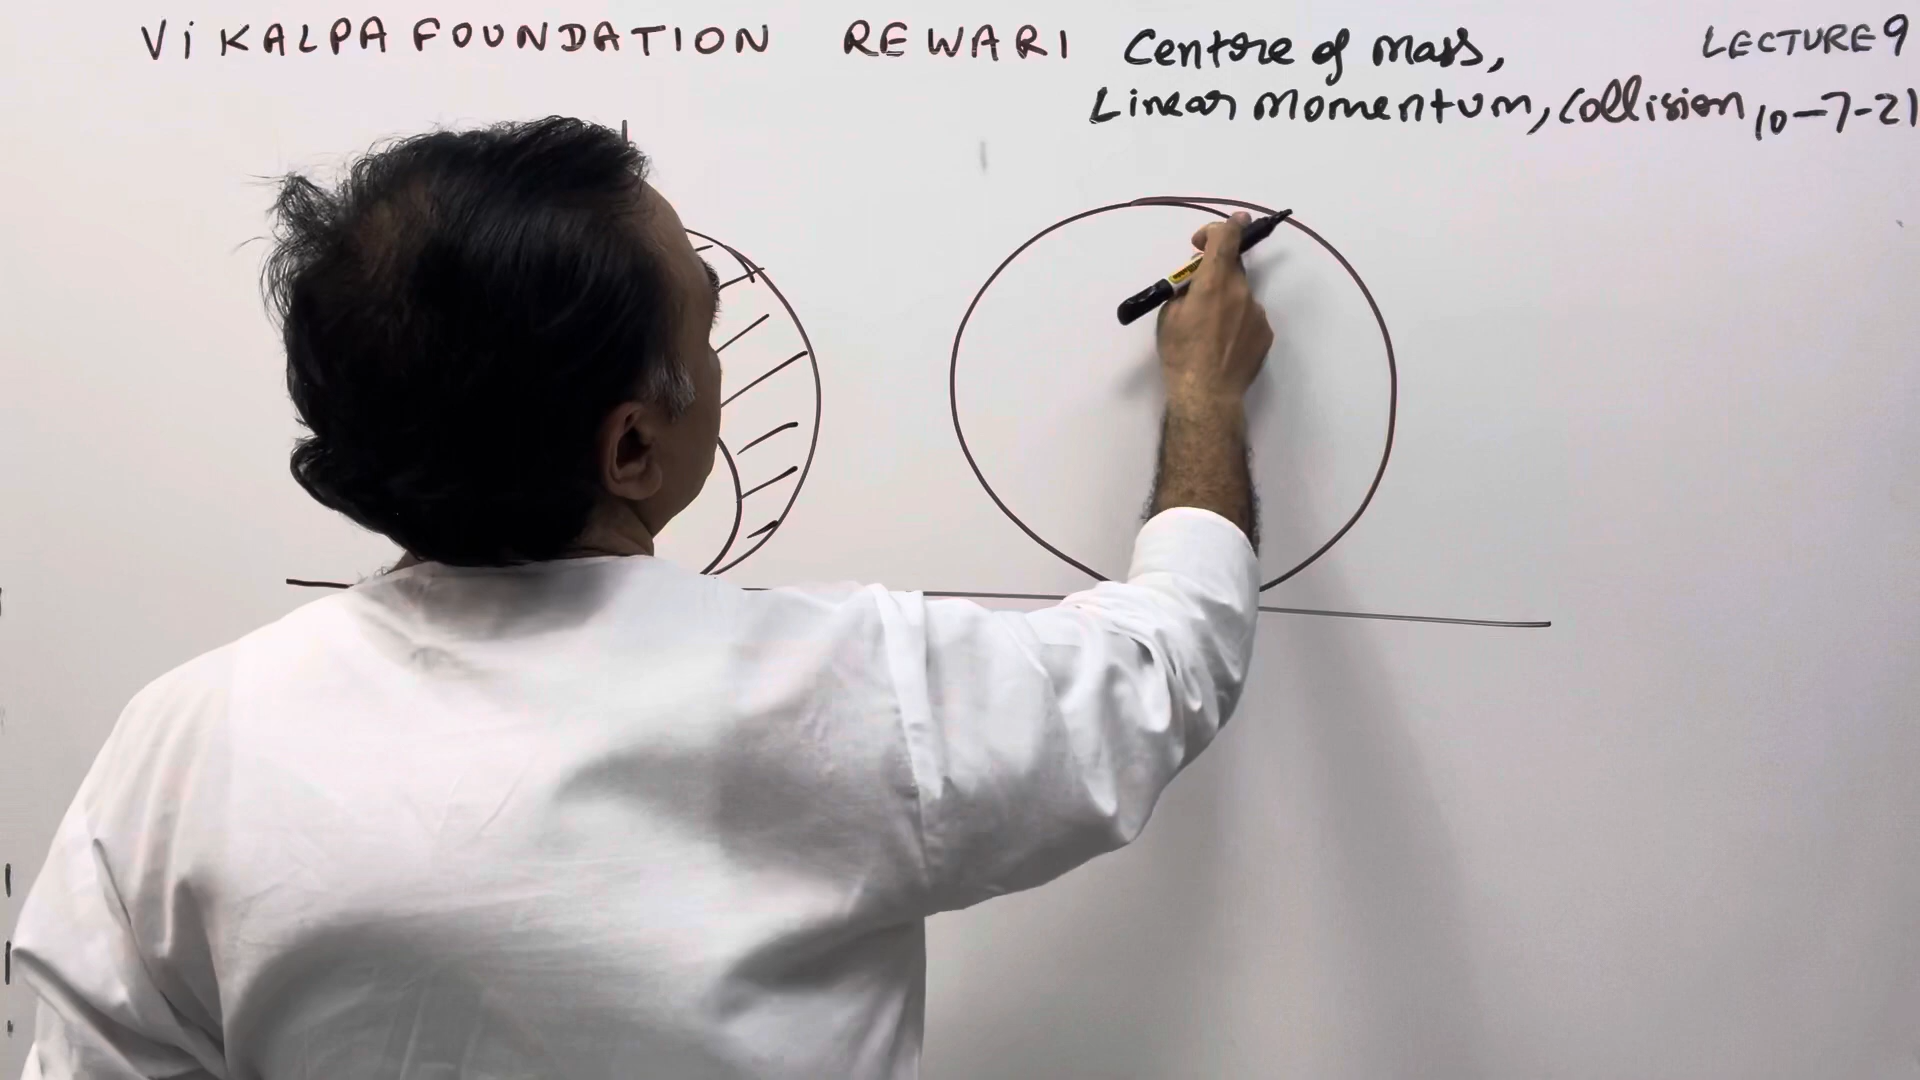 ViKALPA FOUNDATION REWARI Centre of mass, LECTURE 9
Linear Momentum, Collision 10-7-21